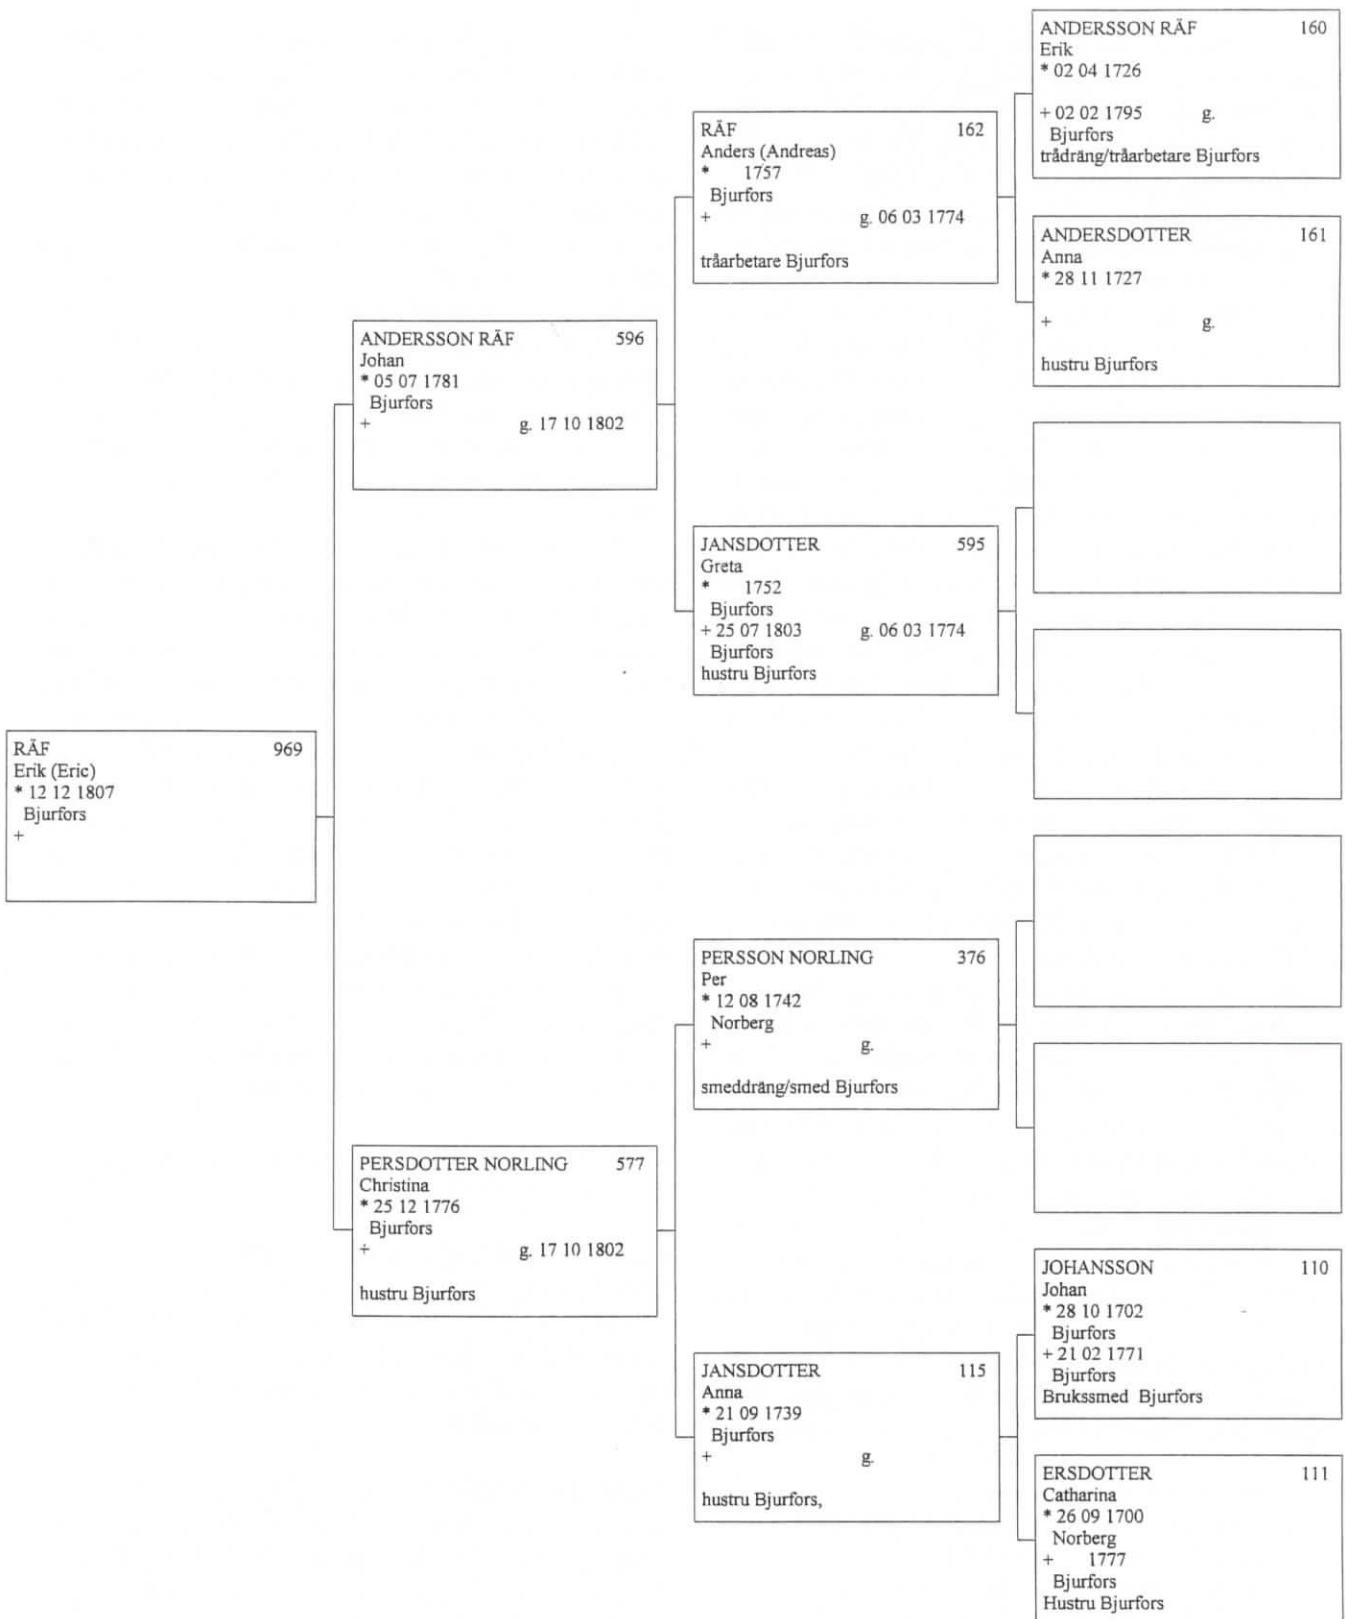 RÄF 969
Erik (Eric)
* 12 12 1807
Bjurfors
+
ANDERSSON RÄF 596
Johan
* 05 07 1781
Bjurfors
+ g. 17 10 1802
PERSDOTTER NORLING 577
Christina
* 25 12 1776
Bjurfors
+ g. 17 10 1802
hustru Bjurfors
RÄF 162
Anders (Andreas)
* 1757
Bjurfors
+ g. 06 03 1774
tråarbetare Bjurfors
JANSDOTTER 595
Greta
* 1752
Bjurfors
+ 25 07 1803 g. 06 03 1774
Bjurfors
hustru Bjurfors
PERSSON NORLING 376
Per
* 12 08 1742
Norberg
+ g.
smeddräng/smed Bjurfors
JANSDOTTER 115
Anna
* 21 09 1739
Bjurfors
+ g.
hustru Bjurfors,
ANDERSSON RÄF 160
Erik
* 02 04 1726
+ 02 02 1795 g.
Bjurfors
trådräng/tråarbetare Bjurfors
ANDERSDOTTER 161
Anna
* 28 11 1727
+ g.
hustru Bjurfors
JOHANSSON 110
Johan
* 28 10 1702
Bjurfors
+ 21 02 1771
Bjurfors
Brukssmed Bjurfors
ERSDOTTER 111
Catharina
* 26 09 1700
Norberg
+ 1777
Bjurfors
Hustru Bjurfors